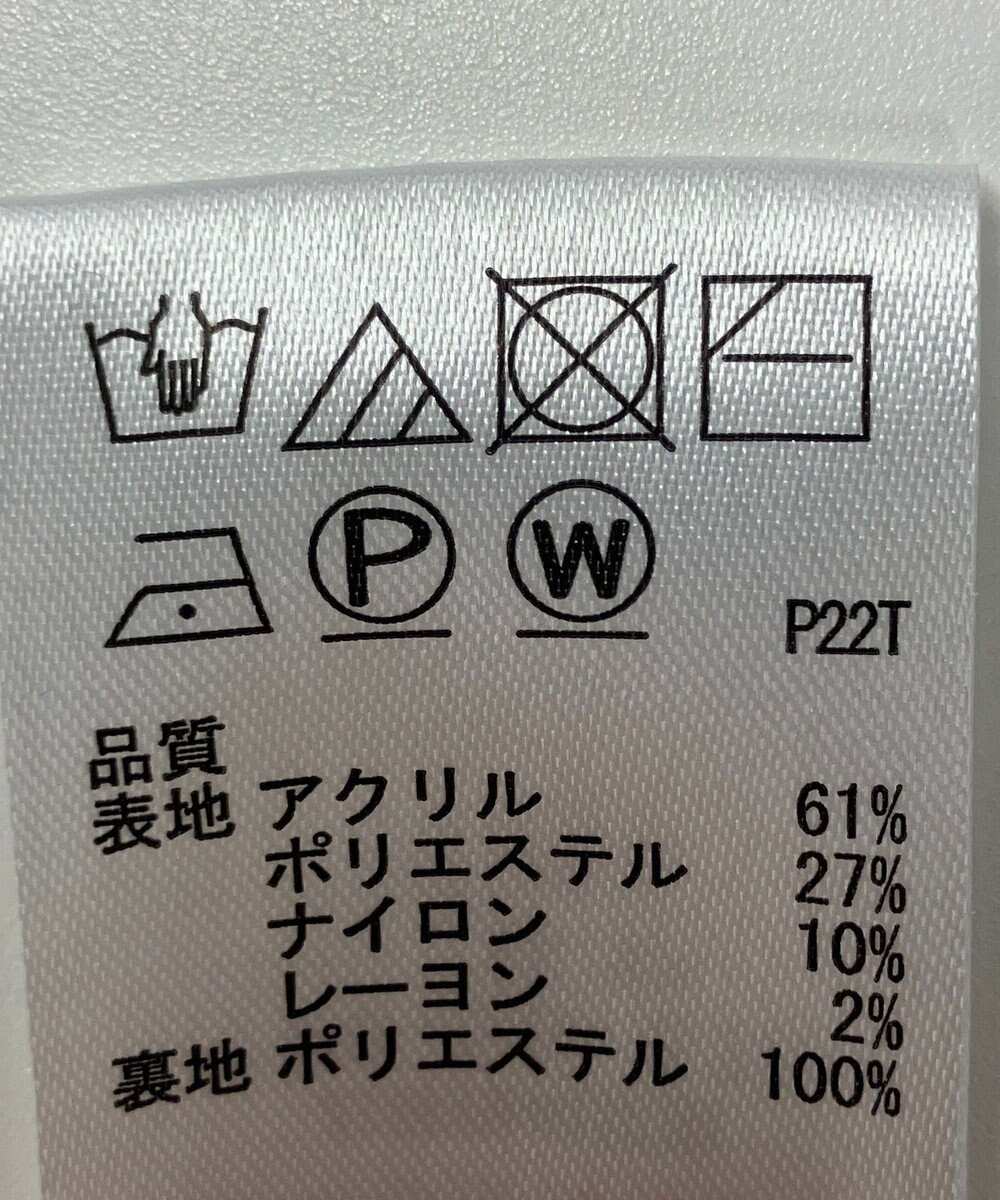 P W P22T
品質
表地 アクリル 61%
ポリエステル 27%
ナイロン 10%
レーヨン 2%
裏地 ポリエステル 100%